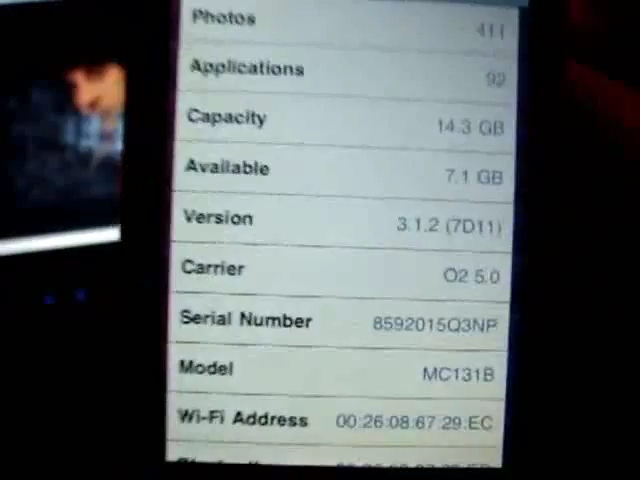 Photos 411
Applications 92
Capacity 14.3 GB
Available 7.1 GB
Version 3.1.2 (7D11)
Carrier O2 5.0
Serial Number 8592015Q3NP
Model MC131B
Wi-Fi Address 00:26:08:67:29:EC